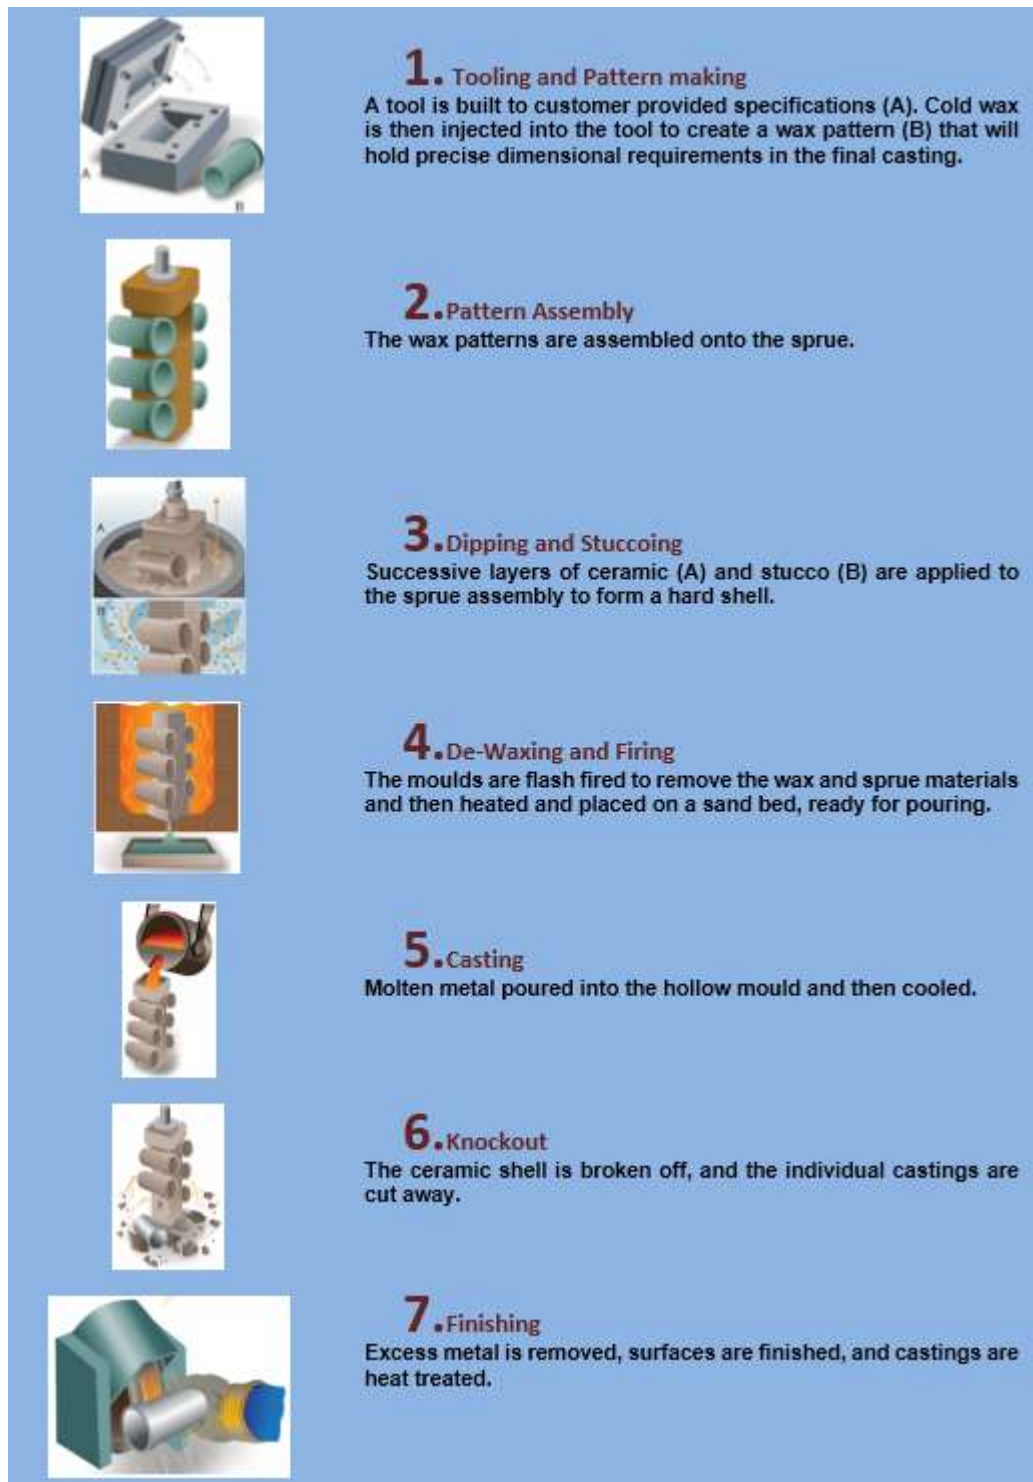 A
B
1. Tooling and Pattern making
A tool is built to customer provided specifications (A). Cold wax
is then injected into the tool to create a wax pattern (B) that will
hold precise dimensional requirements in the final casting.
2.Pattern Assembly
The wax patterns are assembled onto the sprue.
A
B
3.Dipping and Stuccoing
Successive layers of ceramic (A) and stucco (B) are applied to
the sprue assembly to form a hard shell.
4.De-Waxing and Firing
The moulds are flash fired to remove the wax and sprue materials
and then heated and placed on a sand bed, ready for pouring.
5.Casting
Molten metal poured into the hollow mould and then cooled.
6.Knockout
The ceramic shell is broken off, and the individual castings are
cut away.
7.Finishing
Excess metal is removed, surfaces are finished, and castings are
heat treated.